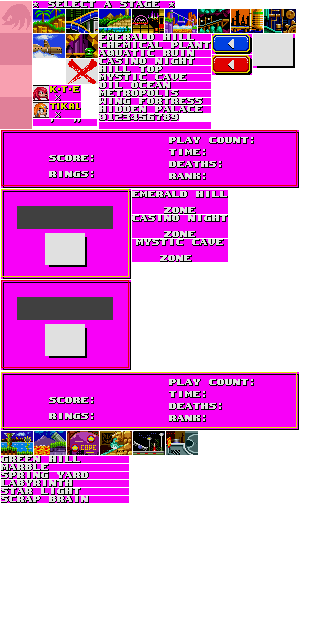 * SELECT A STAGE *
EMERALD HILL
CHEMICAL PLANT
AQUATIC RUIN
CASINO NIGHT
HILL TOP
MYSTIC CAVE
OIL OCEAN
METROPOLIS
WING FORTRESS
HIDDEN PALACE
0123456789
K·T·E
×
TIKAL
×
' "
PLAY COUNT:
SCORE:
TIME:
DEATHS:
RINGS:
RANK:
EMERALD HILL
ZONE
CASINO NIGHT
ZONE
MYSTIC CAVE
ZONE
PLAY COUNT:
SCORE:
TIME:
DEATHS:
RINGS:
RANK:
COPE
GREEN HILL
MARBLE
SPRING YARD
LABYRINTH
STAR LIGHT
SCRAP BRAIN